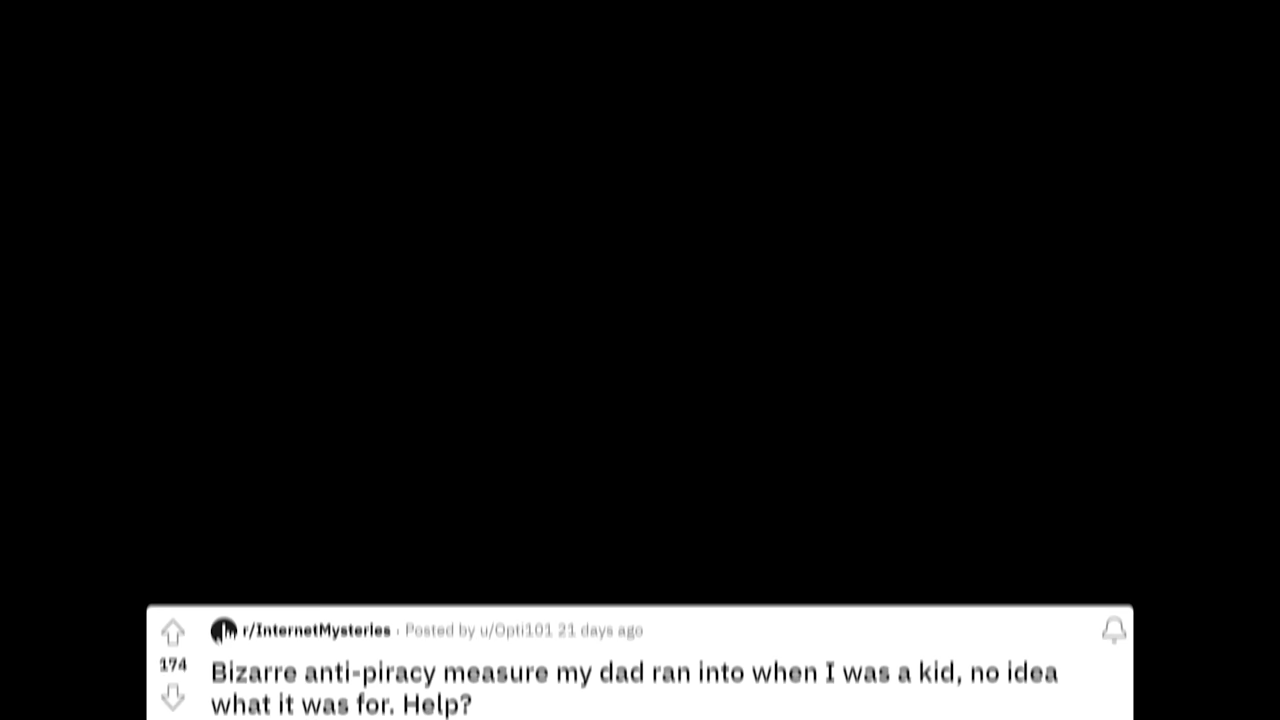 r/InternetMysteries · Posted by u/Opti101 21 days ago
174
Bizarre anti-piracy measure my dad ran into when I was a kid, no idea
what it was for. Help?